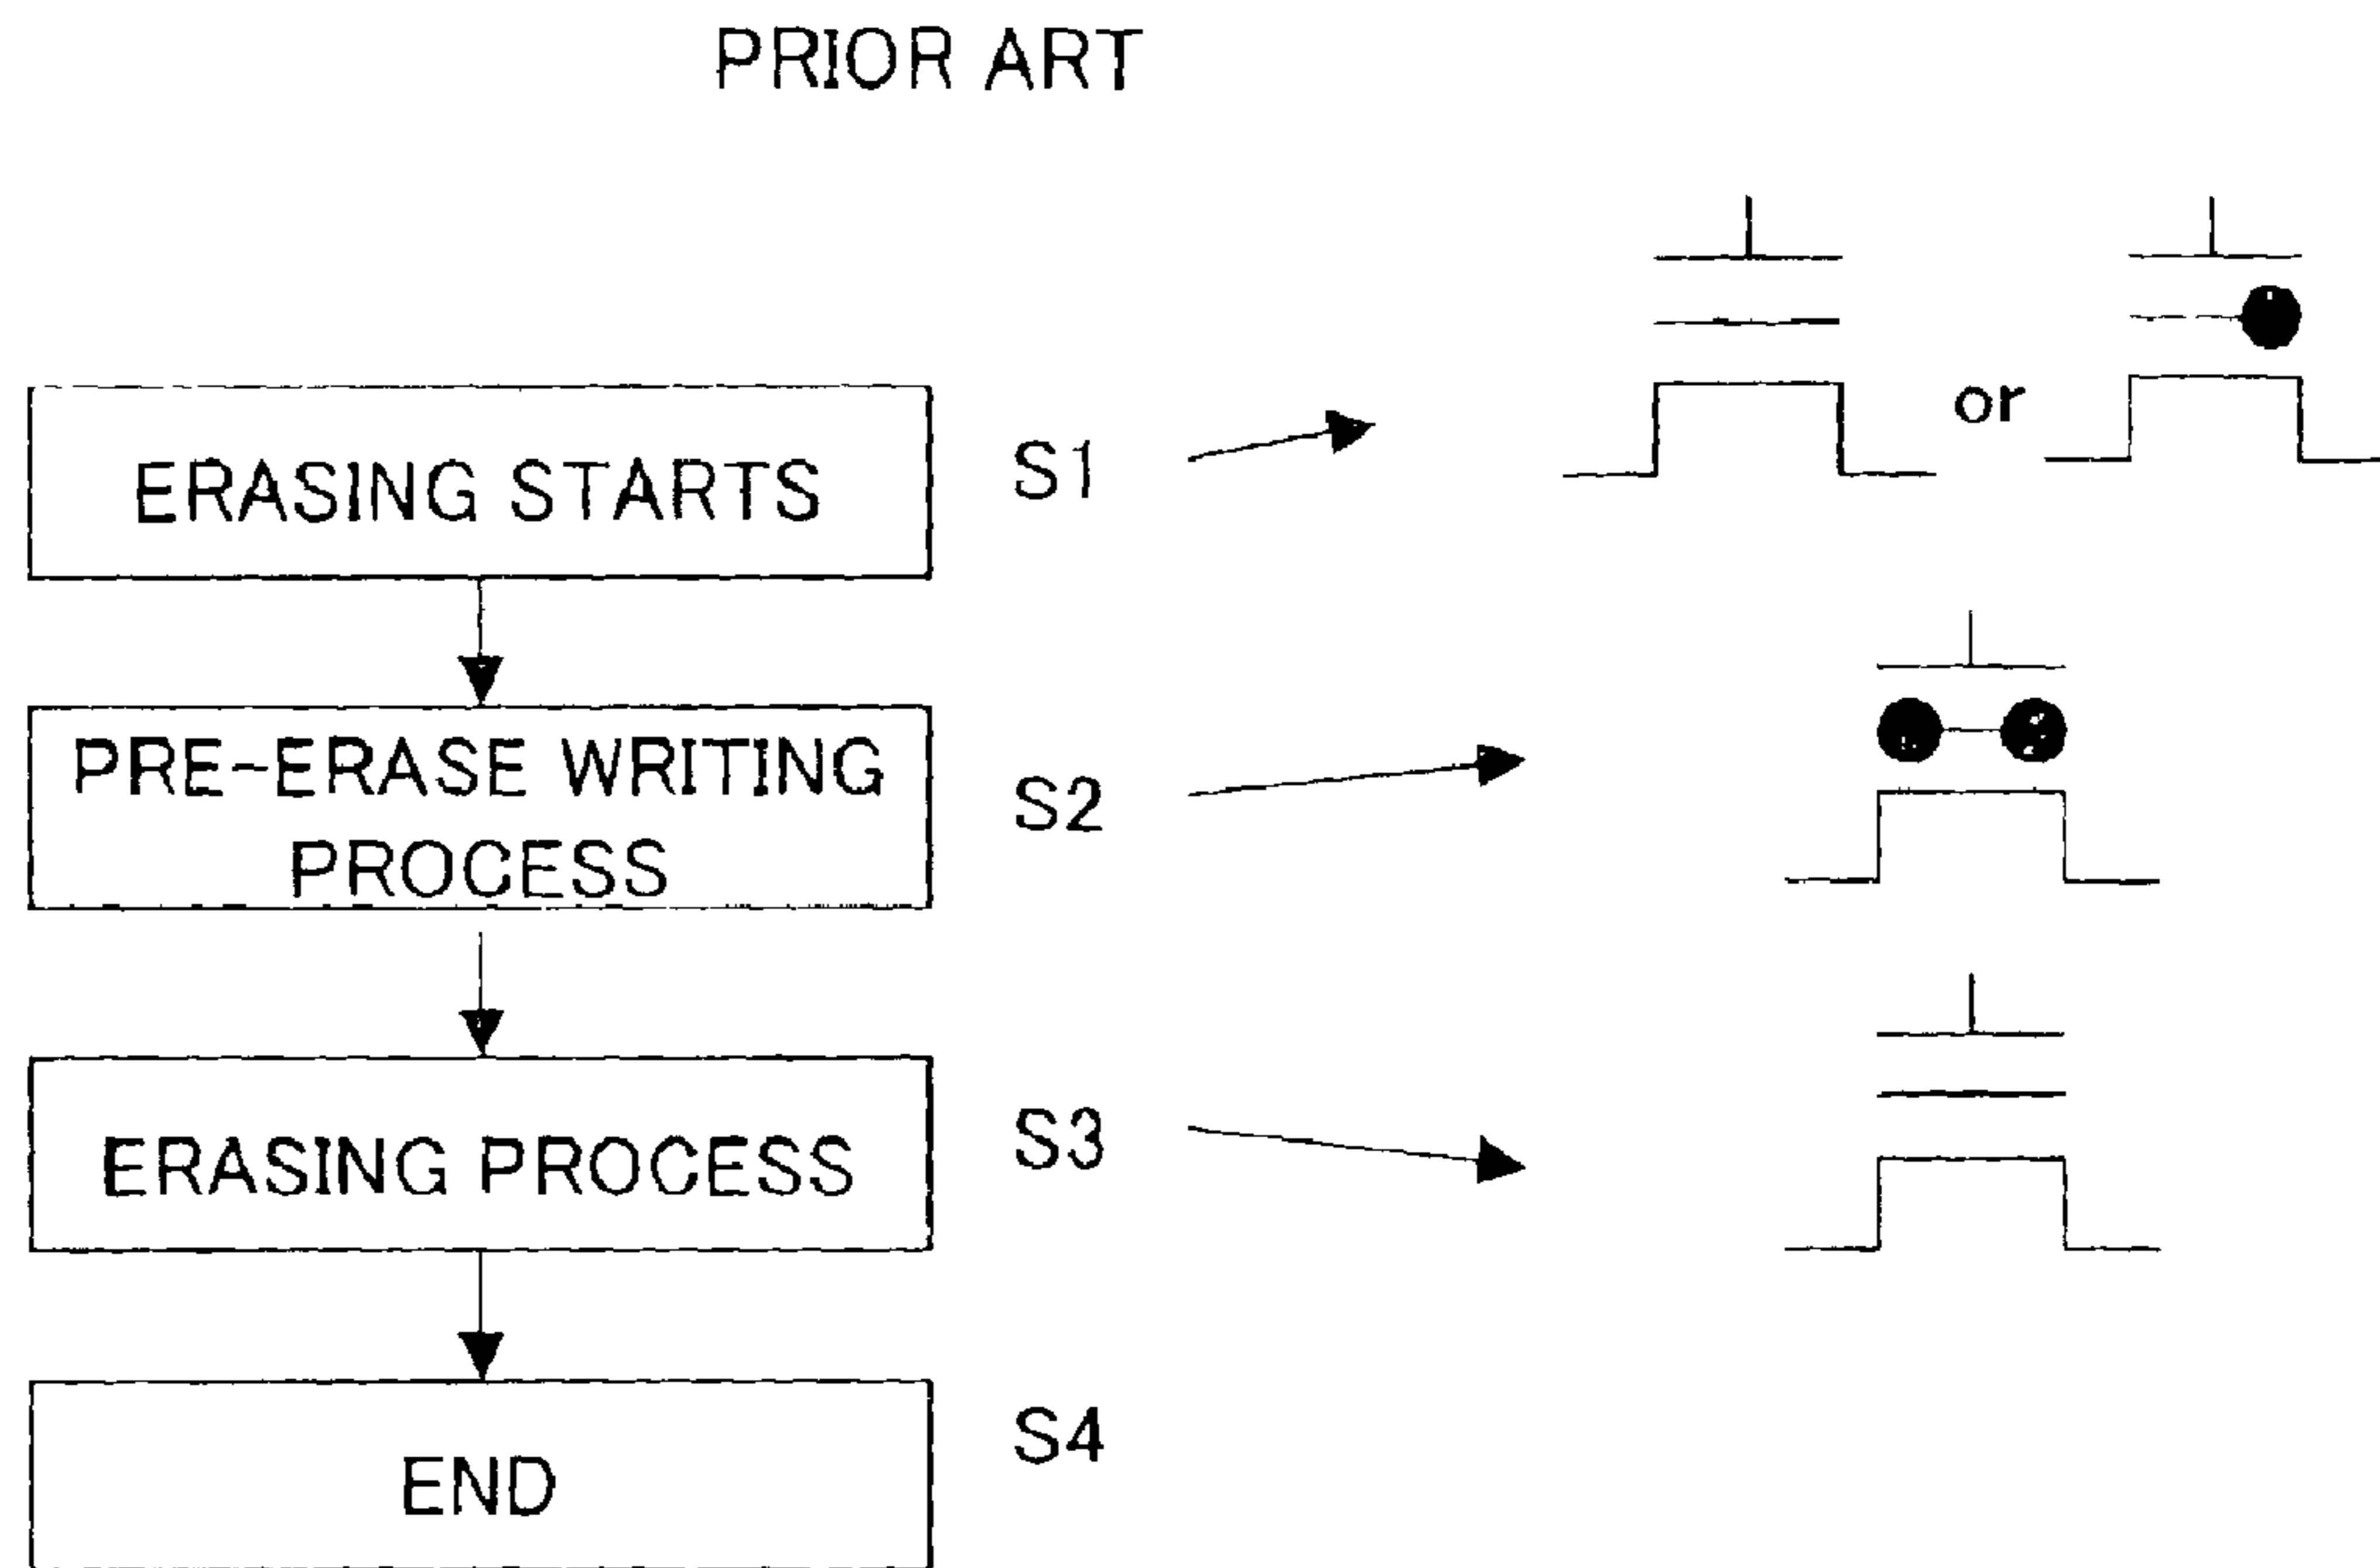 PRIOR ART
ERASING STARTS
S1
or
PRE-ERASE WRITING
PROCESS
S2
ERASING PROCESS
S3
END
S4